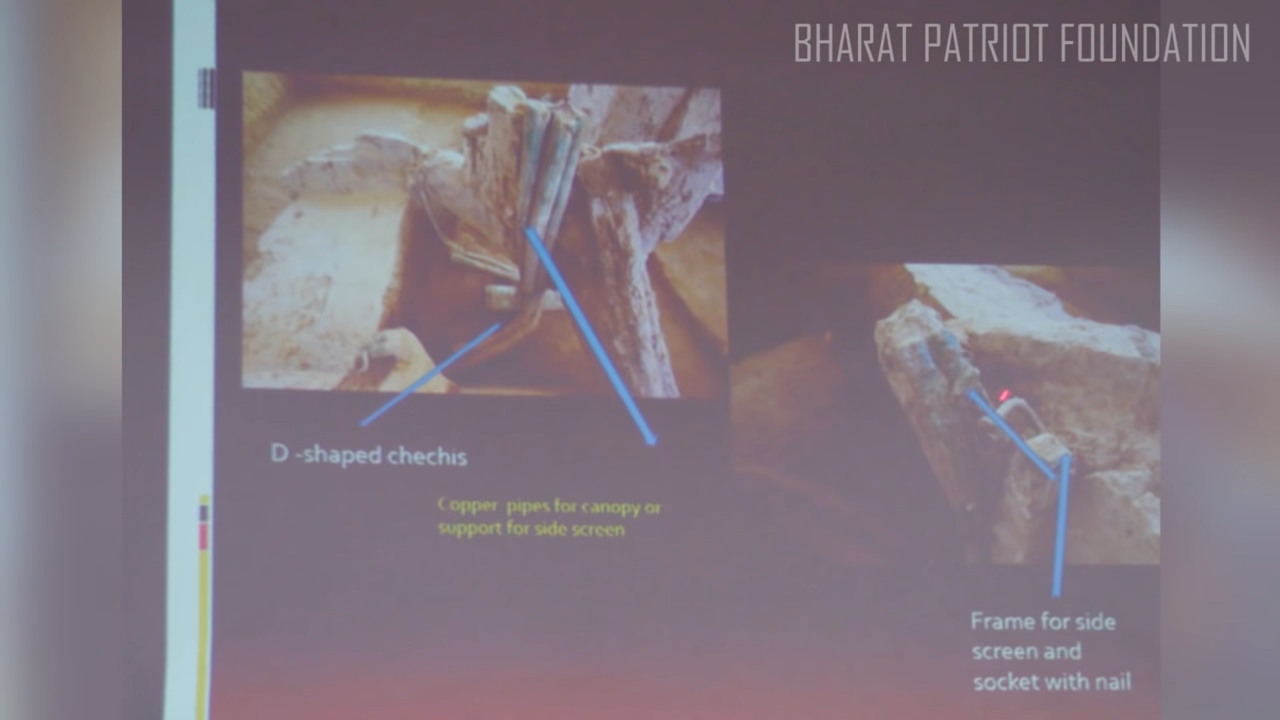 BHARAT PATRIOT FOUNDATION
D -shaped chechis
Copper pipes for canopy or
support for side screen
Frame for side
screen and
socket with nail